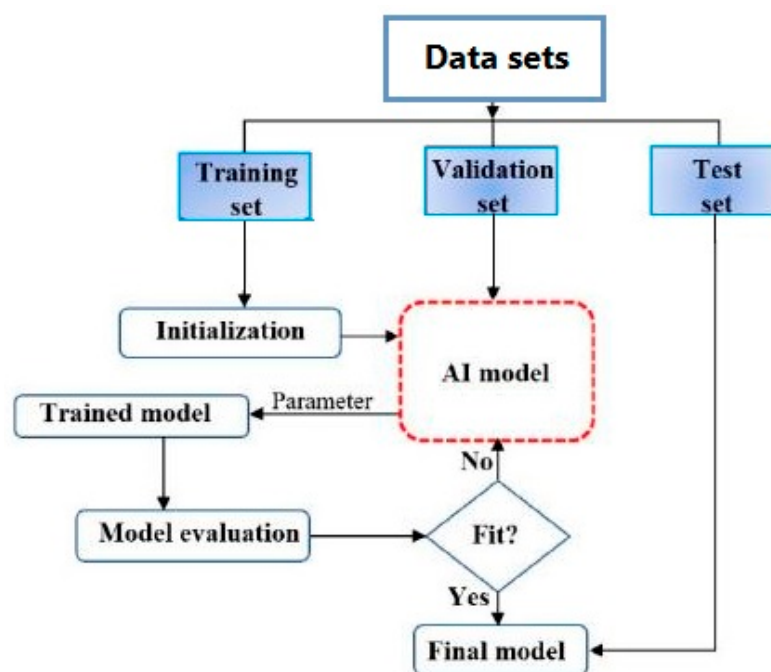 Data sets
Training
set
Validation
set
Test
set
Initialization
AI model
Parameter
Trained model
No
Model evaluation
Fit?
Yes
Final model